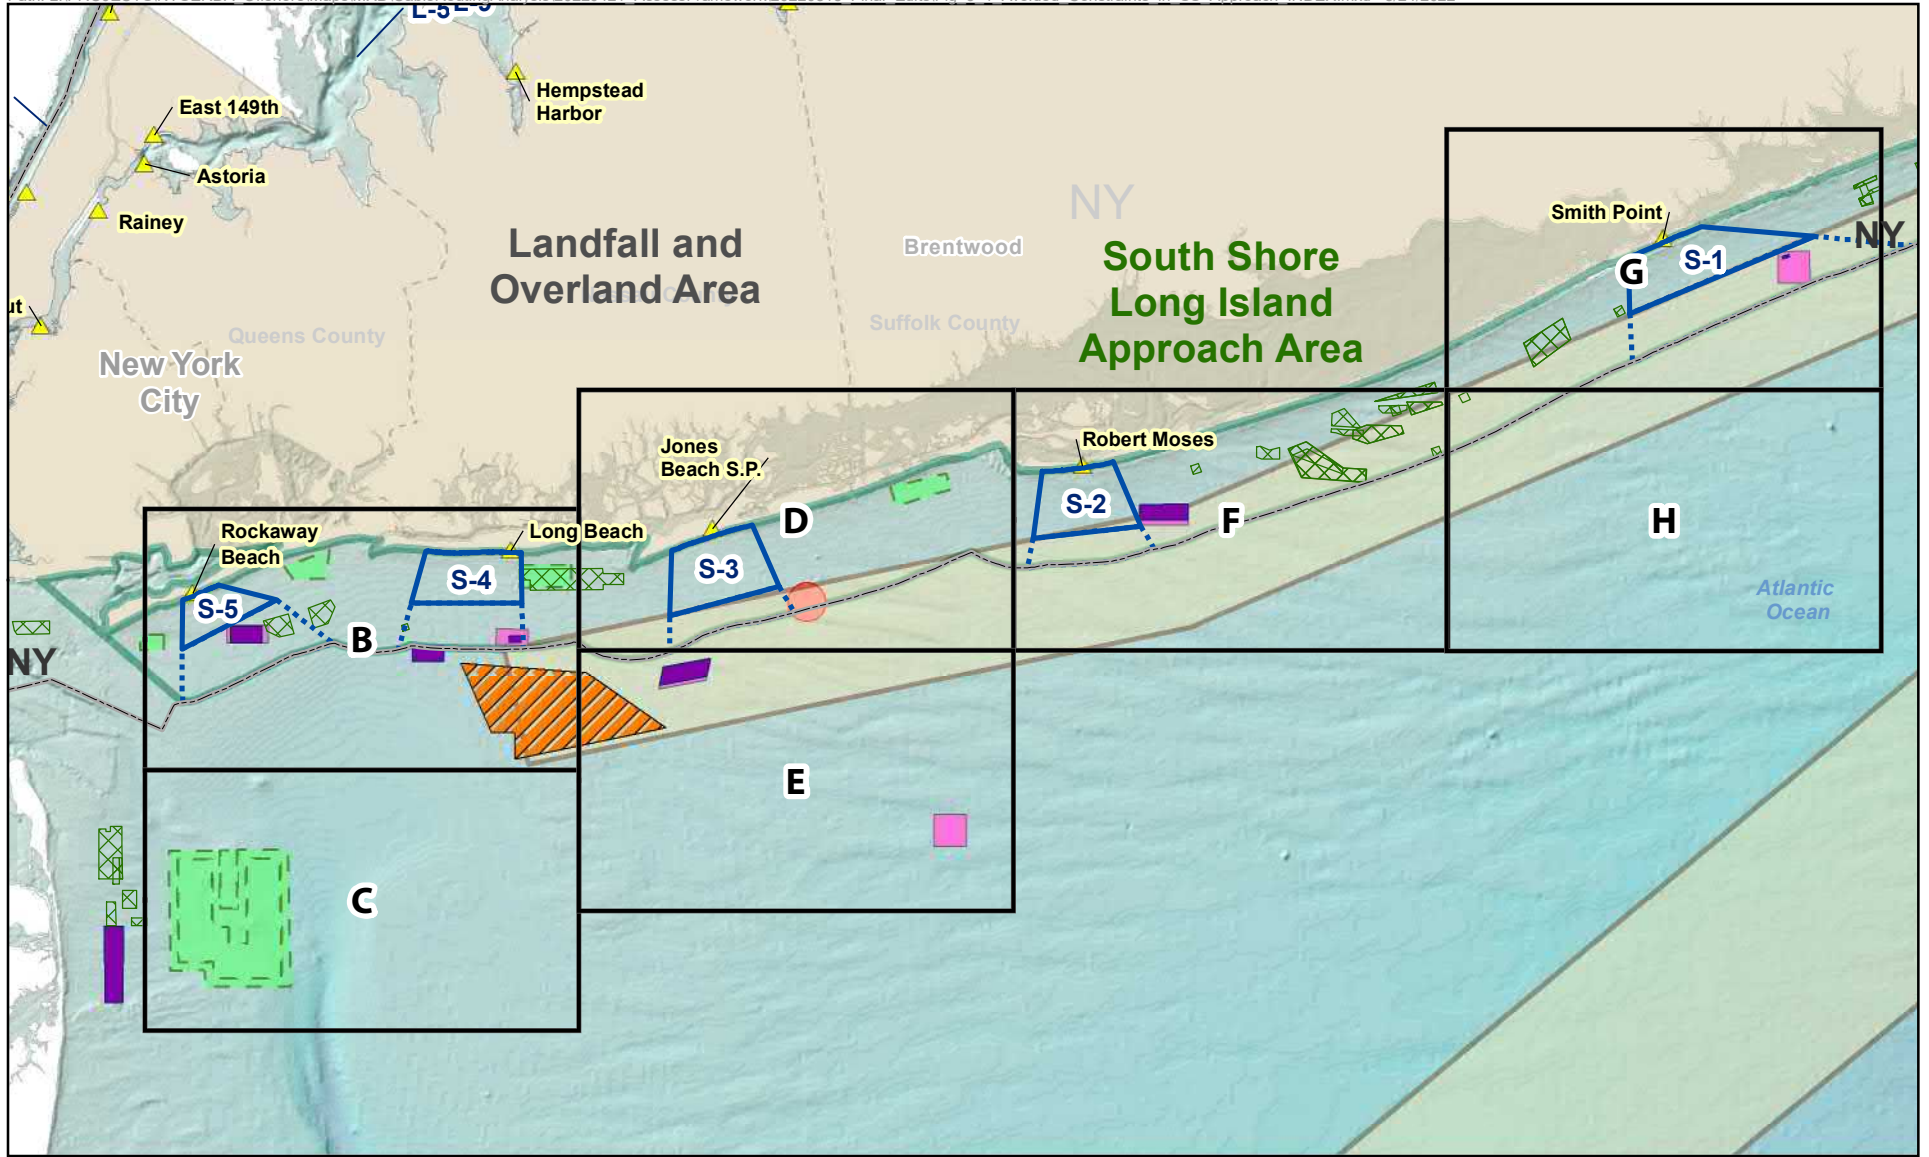 L-5
Hempstead
Harbor
East 149th
Astoria
Rainey
Landfall and
Overland Area
NY
Brentwood
South Shore
Long Island
Approach Area
Smith Point
NY
S-1
G
Queens County
Suffolk County
New York
City
Jones
Beach S.P.
Robert Moses
S-2
F
H
D
Rockaway
Beach
Long Beach
S-3
S-4
S-5
B
NY
Atlantic
Ocean
E
C